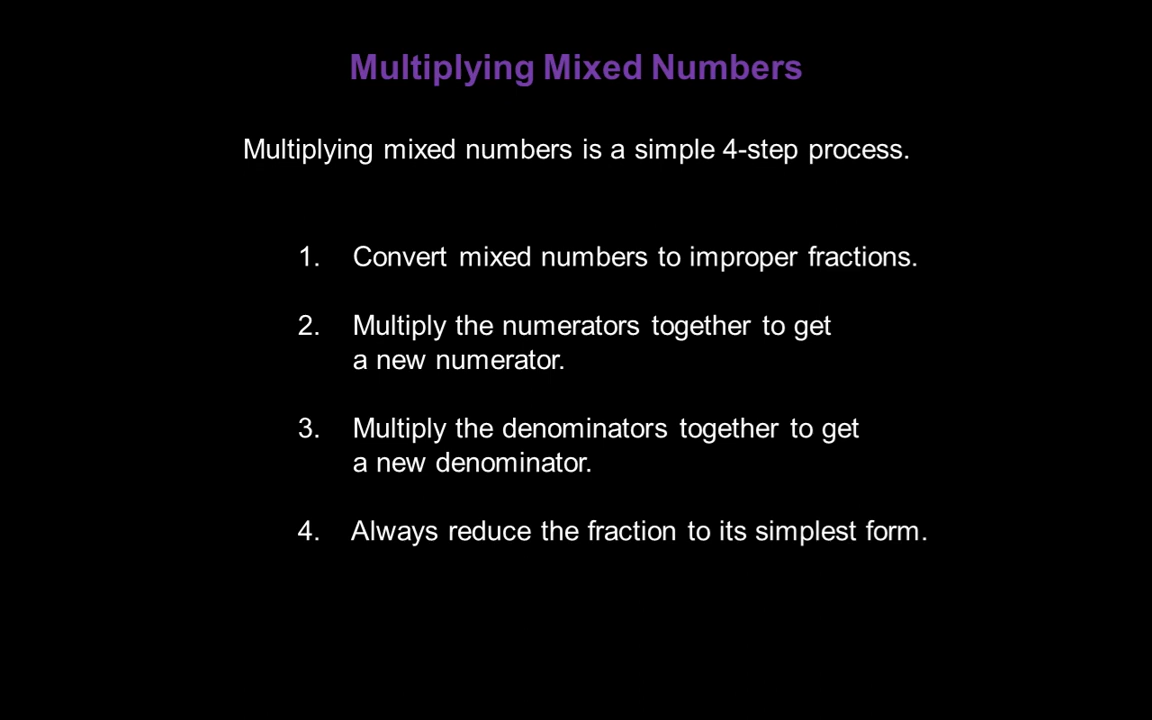 Multiplying Mixed Numbers
Multiplying mixed numbers is a simple 4-step process.
1. Convert mixed numbers to improper fractions.
2. Multiply the numerators together to get
a new numerator.
3. Multiply the denominators together to get
a new denominator.
4. Always reduce the fraction to its simplest form.